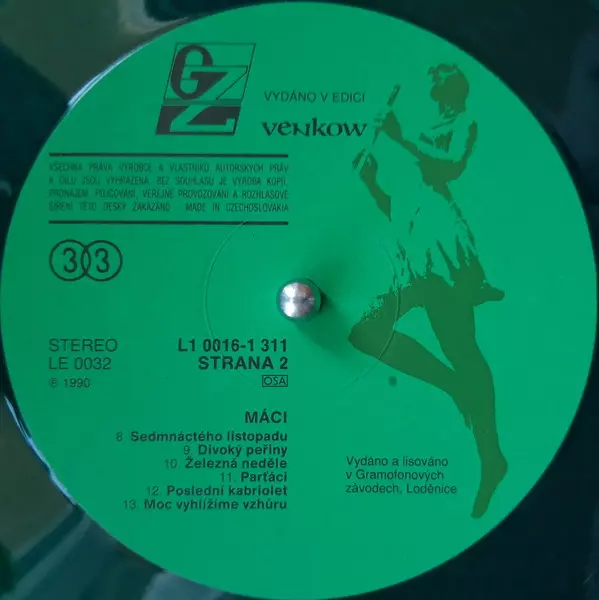 GZ
VYDÁNO V EDICI
VENKOW
VŠECHNA PRÁVA VÝROBCE A VLASTNÍKŮ AUTORSKÝCH PRÁV
K DÍLU JSOU VYHRAZENA. BEZ SOUHLASU JE VÝROBA KOPIÍ,
PRONÁJEM, PŮJČOVÁNÍ, VEŘEJNÉ PROVOZOVÁNÍ A ROZHLASOVÉ
ŠÍŘENÍ TÉTO DESKY ZAKÁZÁNO - MADE IN CZECHOSLOVAKIA
33
STEREO
LE 0032
℗ 1990
L1 0016-1 311
STRANA 2
OSA
MÁCI
8. Sedmnáctého listopadu
9. Divoký peřiny
10. Železná neděle
11. Parťáci
12. Poslední kabriolet
13. Moc vyhlížíme vzhůru
Vydáno a lisováno
v Gramofonových
závodech, Loděnice